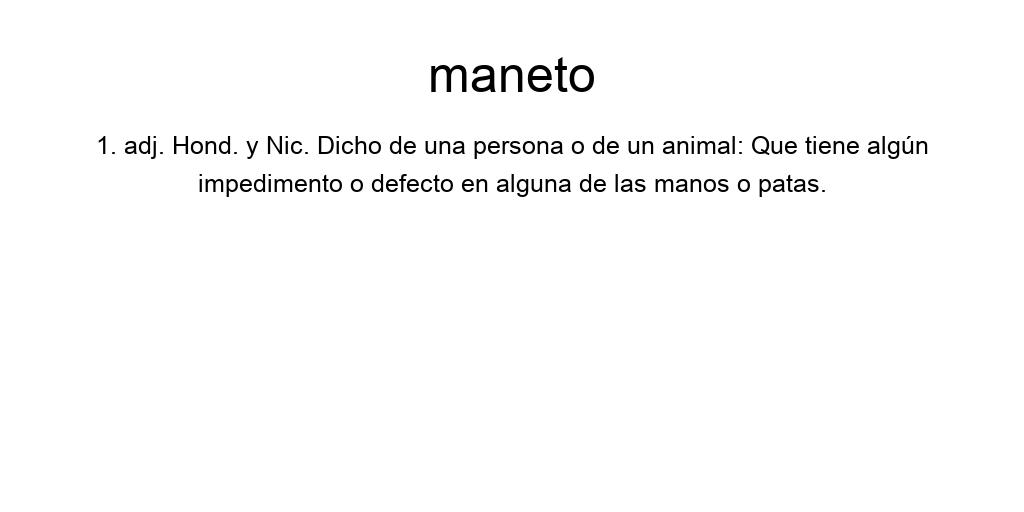 maneto
1. adj. Hond. y Nic. Dicho de una persona o de un animal: Que tiene algún
impedimento o defecto en alguna de las manos o patas.